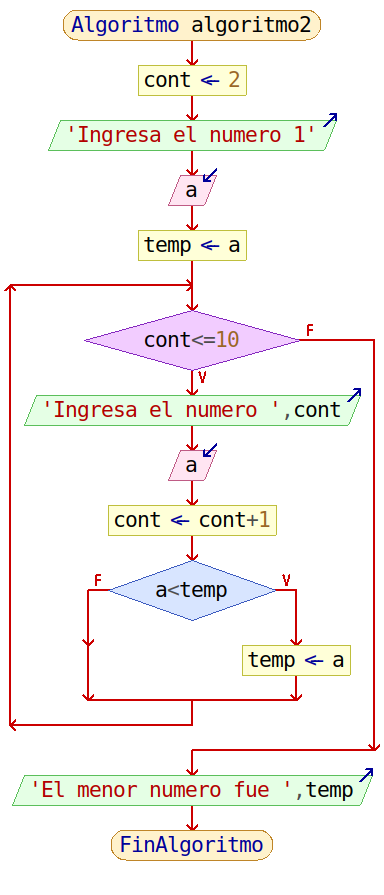 Algoritmo algoritmo2
cont <- 2
'Ingresa el numero 1'
a
temp <- a
cont<=10
F
V
'Ingresa el numero ',cont
a
cont <- cont+1
F
V
a<temp
temp <- a
'El menor numero fue ',temp
FinAlgoritmo